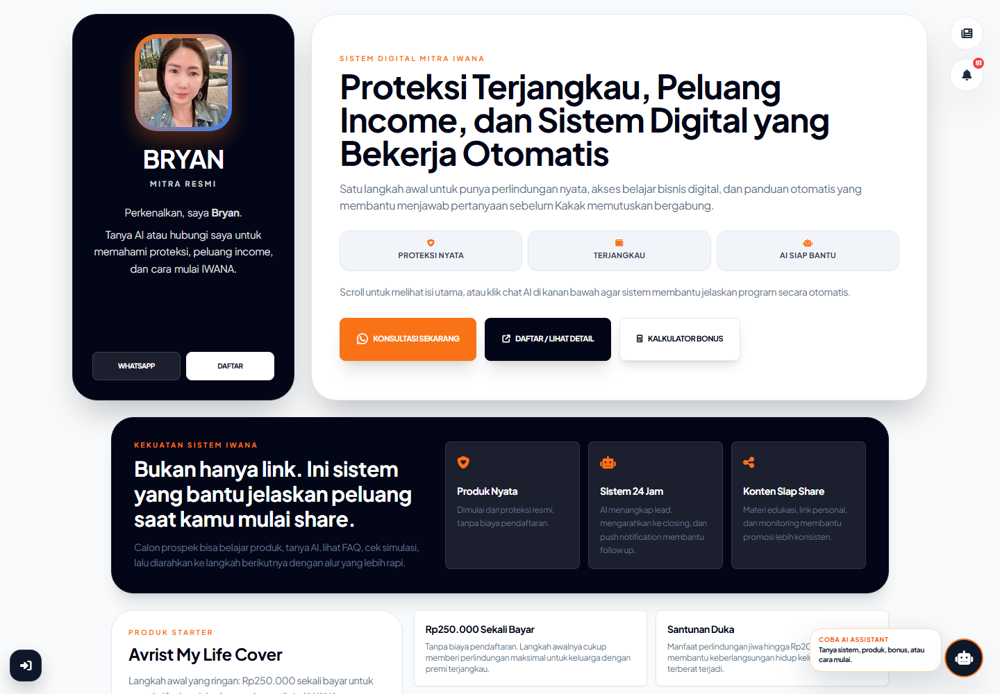 BRYAN
MITRA RESMI
Perkenalkan, saya Bryan.
Tanya AI atau hubungi saya untuk
memahami proteksi, peluang income,
dan cara mulai IWANA.
WHATSAPP
DAFTAR
SISTEM DIGITAL MITRA IWANA
Proteksi Terjangkau, Peluang
Income, dan Sistem Digital yang
Bekerja Otomatis
Satu langkah awal untuk punya perlindungan nyata, akses belajar bisnis digital, dan panduan otomatis yang
membantu menjawab pertanyaan sebelum Kakak memutuskan bergabung.
PROTEKSI NYATA
TERJANGKAU
AI SIAP BANTU
Scroll untuk melihat isi utama, atau klik chat AI di kanan bawah agar sistem membantu jelaskan program secara otomatis.
KONSULTASI SEKARANG
DAFTAR / LIHAT DETAIL
KALKULATOR BONUS
81
KEKUATAN SISTEM IWANA
Bukan hanya link. Ini sistem
yang bantu jelaskan peluang
saat kamu mulai share.
Calon prospek bisa belajar produk, tanya AI, lihat FAQ, cek simulasi,
lalu diarahkan ke langkah berikutnya dengan alur yang lebih rapi.
Produk Nyata
Dimulai dari proteksi resmi,
tanpa biaya pendaftaran.
Sistem 24 Jam
AI menangkap lead,
mengarahkan ke closing, dan
push notification membantu
follow up.
Konten Siap Share
Materi edukasi, link personal,
dan monitoring membantu
promosi lebih konsisten.
PRODUK STARTER
Avrist My Life Cover
Langkah awal yang ringan: Rp250.000 sekali bayar untuk
Rp250.000 Sekali Bayar
Tanpa biaya pendaftaran. Langkah awalnya cukup
memberi perlindungan maksimal untuk keluarga dengan
premi terjangkau.
Santunan Duka
Manfaat perlindungan jiwa hingga
membantu keberlangsungan hidup
terberat terjadi.
COBA AI ASSISTANT
Tanya sistem, produk, bonus, atau
cara mulai.